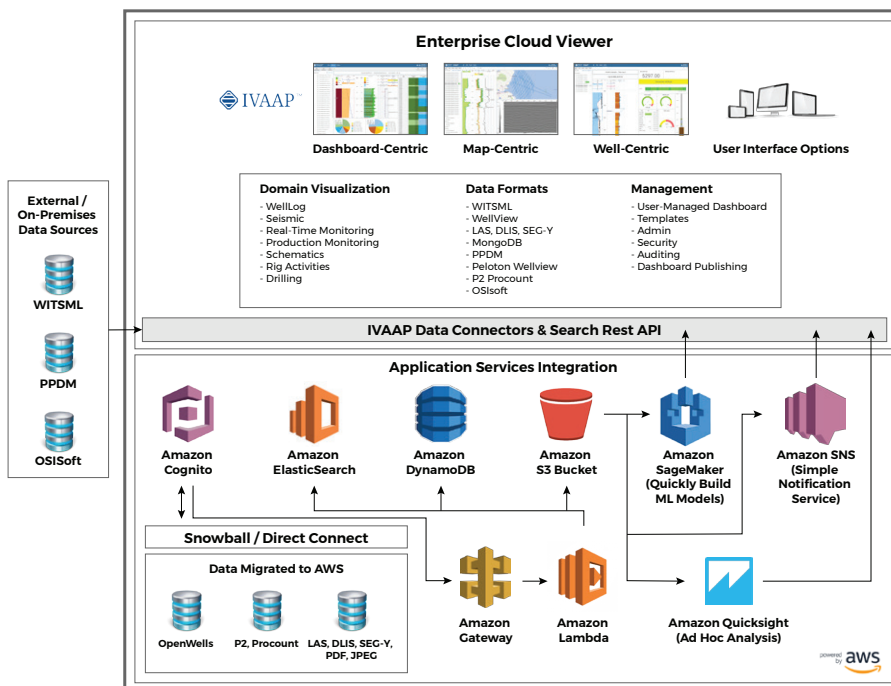 Enterprise Cloud Viewer
IVAAP™
Dashboard-Centric
Map-Centric
Well-Centric
User Interface Options
External /
On-Premises
Data Sources
WITSML
PPDM
OSISoft
Domain Visualization
- WellLog
- Seismic
- Real-Time Monitoring
- Production Monitoring
- Schematics
- Rig Activities
- Drilling
Data Formats
- WITSML
- WellView
- LAS, DLIS, SEG-Y
- MongoDB
- PPDM
- Peloton Wellview
- P2 Procount
- OSIsoft
Management
- User-Managed Dashboard
- Templates
- Admin
- Security
- Auditing
- Dashboard Publishing
IVAAP Data Connectors & Search Rest API
Application Services Integration
Amazon
Cognito
Amazon
ElasticSearch
Amazon
DynamoDB
Amazon
S3 Bucket
Amazon
SageMaker
(Quickly Build
ML Models)
Amazon SNS
(Simple
Notification
Service)
Snowball / Direct Connect
Data Migrated to AWS
OpenWells
P2, Procount
LAS, DLIS, SEG-Y,
PDF, JPEG
Amazon
Gateway
Amazon
Lambda
Amazon Quicksight
(Ad Hoc Analysis)
powered
by
aws